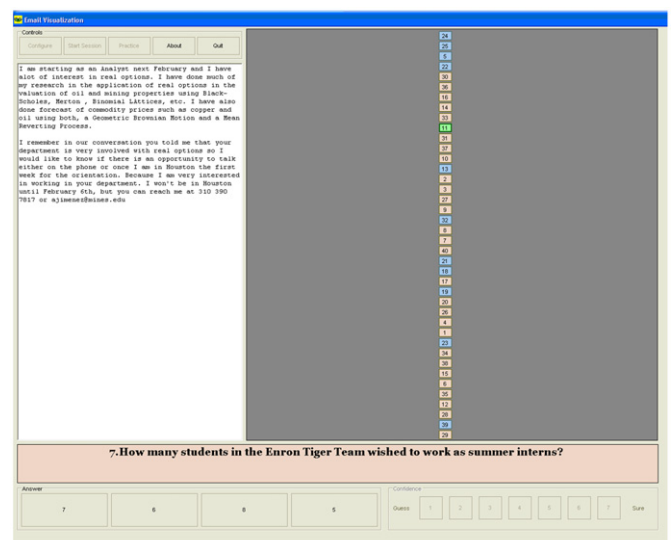 Email Visualization
Controls
Configure Start Session Practice About Quit
I am starting as an Analyst next February and I have
alot of interest in real options. I have done much of
my research in the application of real options in the
valuation of oil and mining properties using Black-
Scholes, Merton , Binomial LAttices, etc. I have also
done forecast of commodity prices such as copper and
oil using both, a Geometric Brownian Motion and a Mean
Reverting Process.
I remember in our conversation you told me that your
department is very involved with real options so I
would like to know if there is an opportunity to talk
either on the phone or once I am in Houston the first
week for the orientation. Because I am very interested
in working in your department. I won't be in Houston
until February 6th, but you can reach me at 310 390
7817 or ajimenez@mines.edu
24
25
5
22
30
36
16
14
33
11
31
37
10
13
2
3
27
9
32
8
7
40
21
18
17
19
20
26
4
1
23
34
38
15
6
35
12
28
39
29
7.How many students in the Enron Tiger Team wished to work as summer interns?
Answer
7 6 8 5
Confidence
Guess 1 2 3 4 5 6 7 Sure